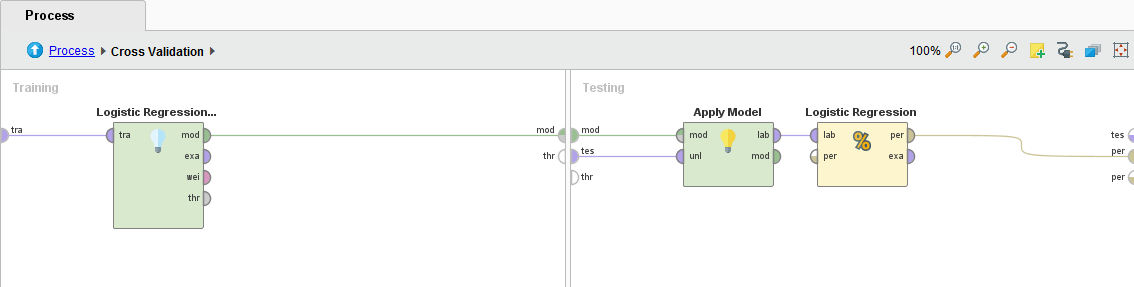 Process
Process Cross Validation 100%
Training Testing
Logistic Regression... Apply Model Logistic Regression
tra tra mod mod mod mod lab lab per tes
exa thr tes unl mod per exa per
wei thr per
thr